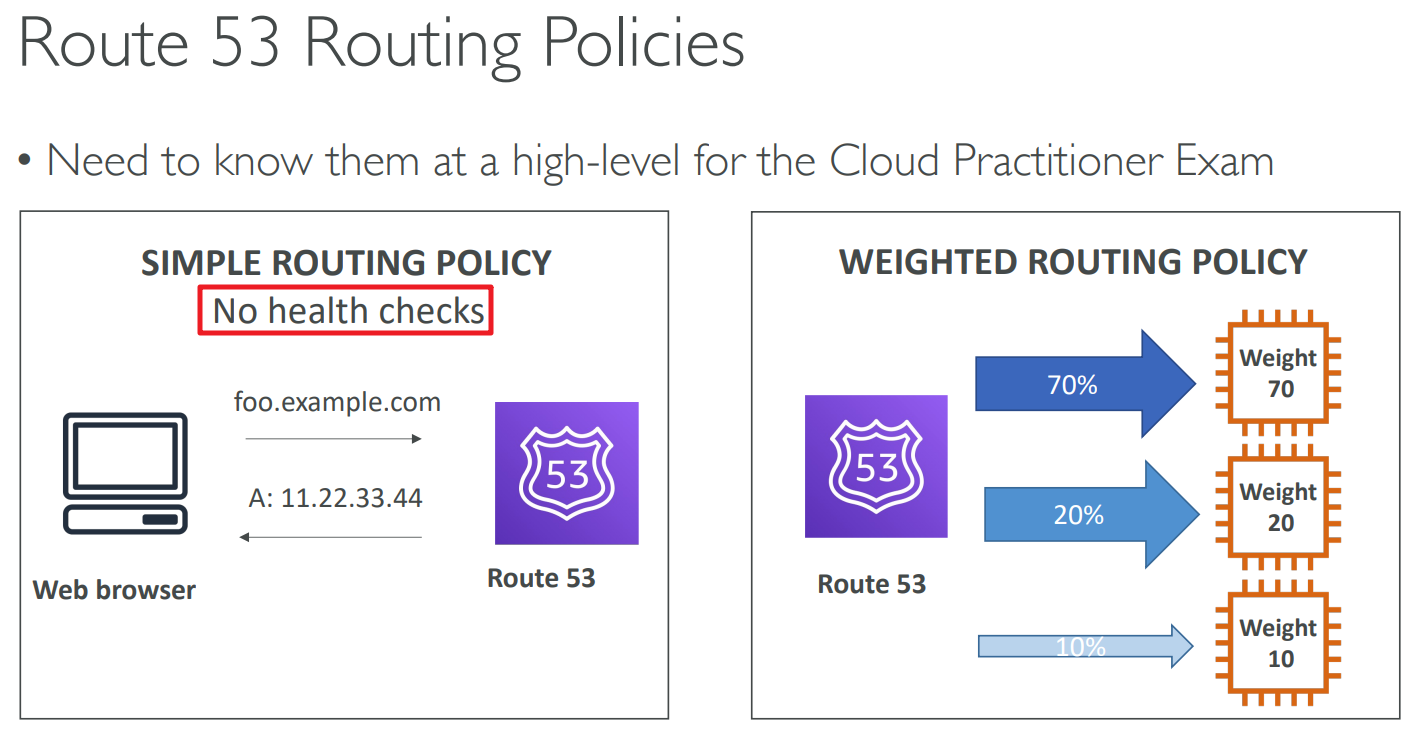 Route 53 Routing Policies
• Need to know them at a high-level for the Cloud Practitioner Exam
SIMPLE ROUTING POLICY
No health checks
foo.example.com
A: 11.22.33.44
53
Web browser
Route 53
WEIGHTED ROUTING POLICY
53
Route 53
70%
Weight
70
20%
Weight
20
10%
Weight
10